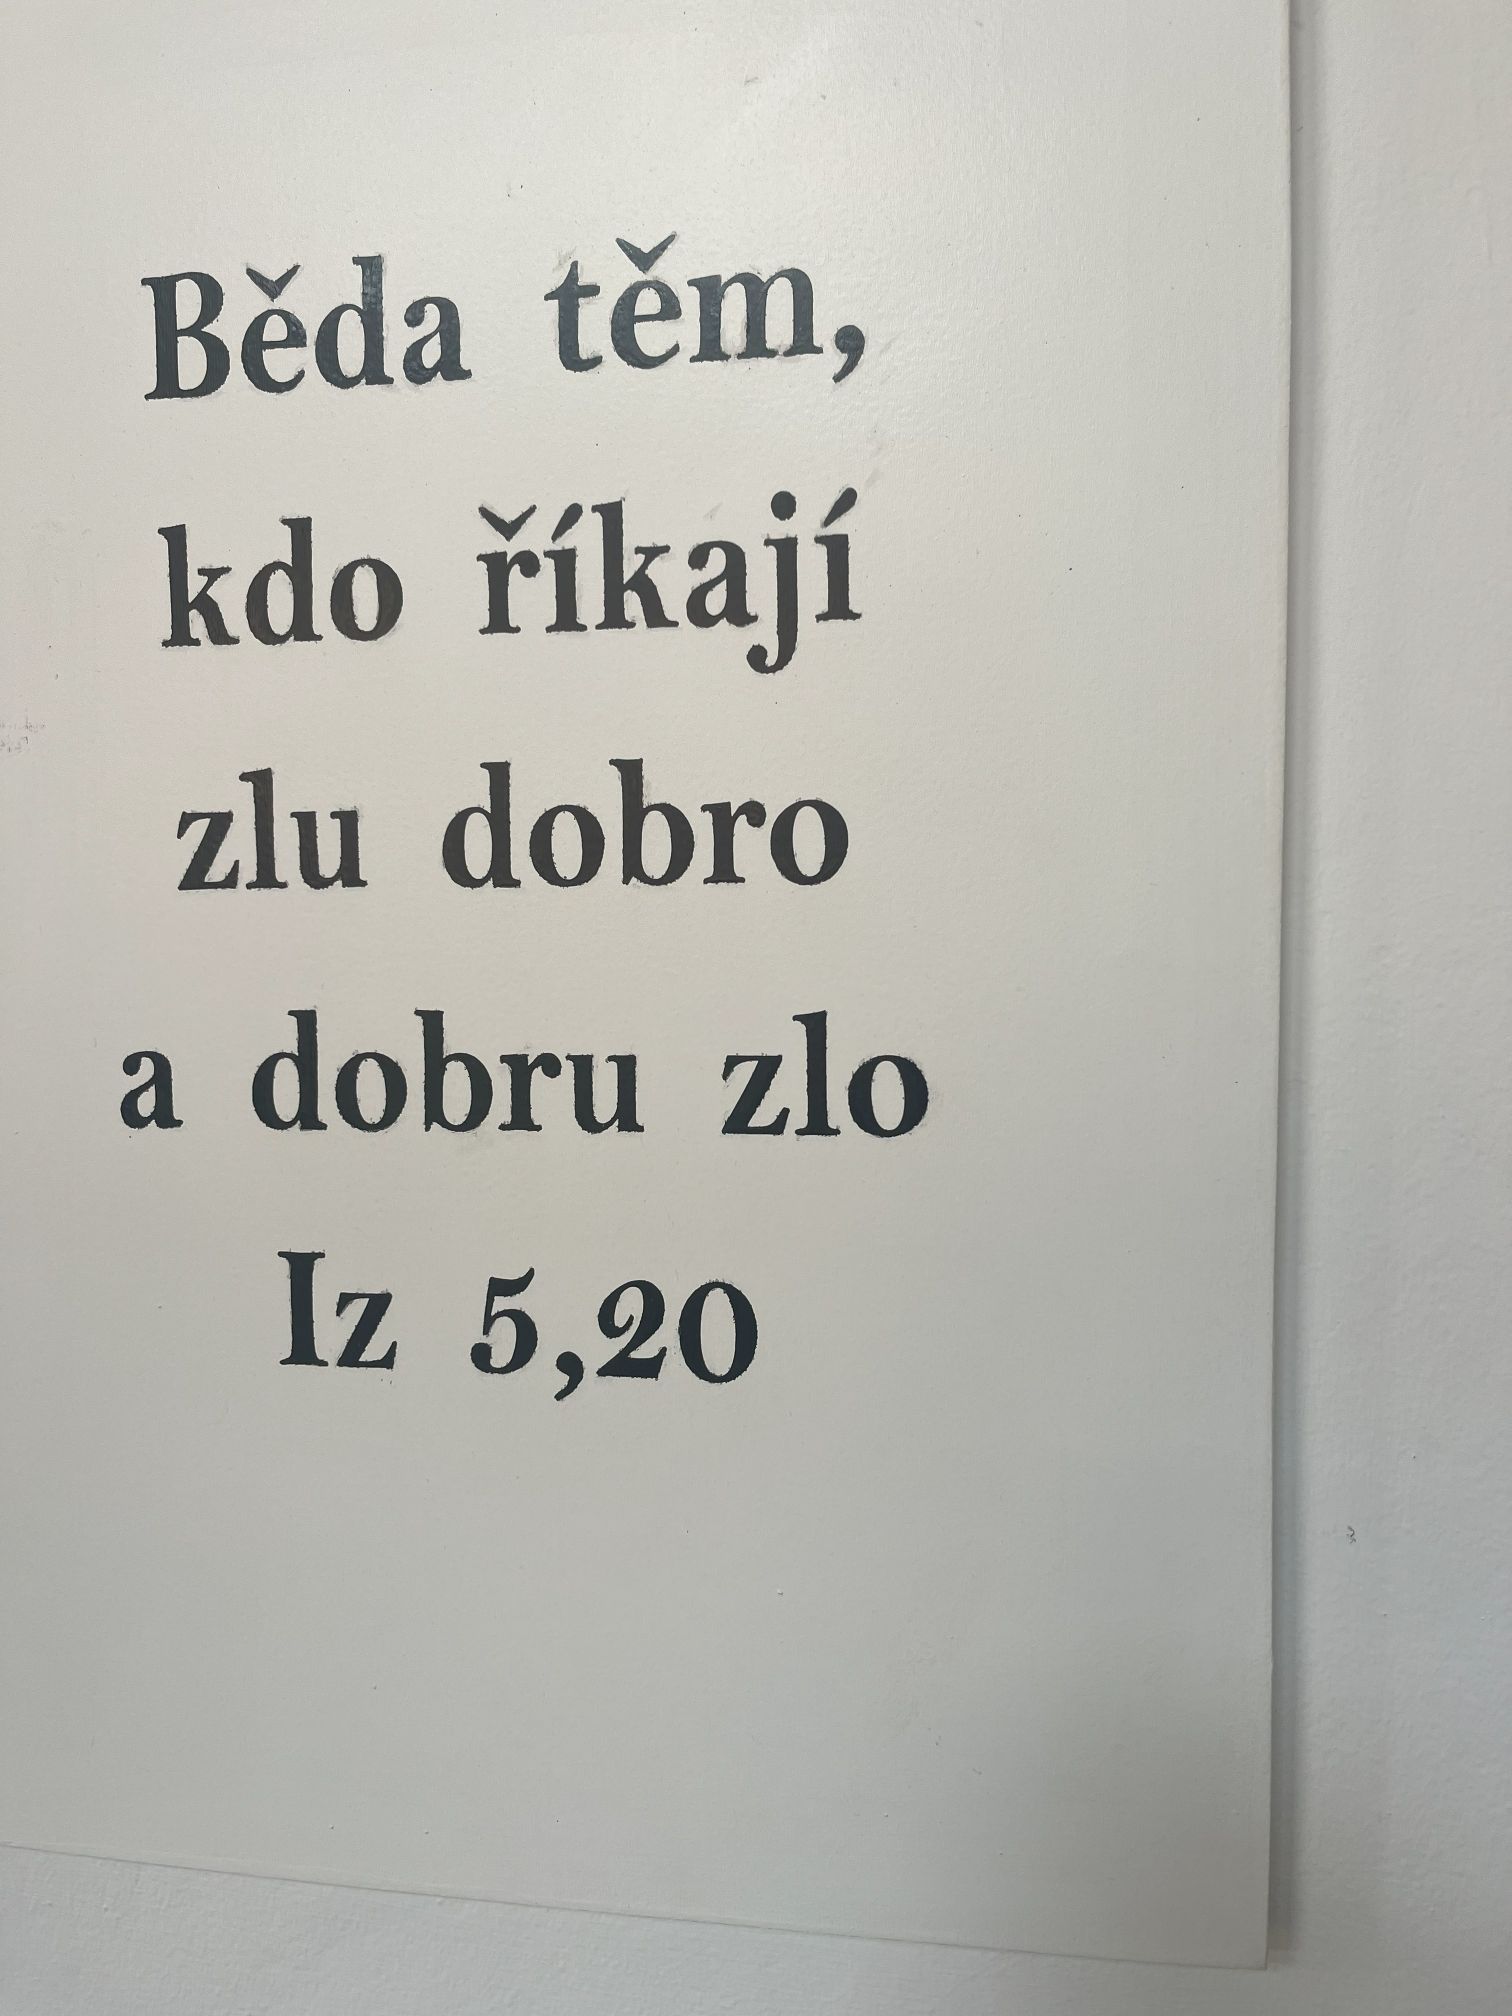 Běda těm,
kdo říkají
zlu dobro
a dobru zlo
Iz 5,20